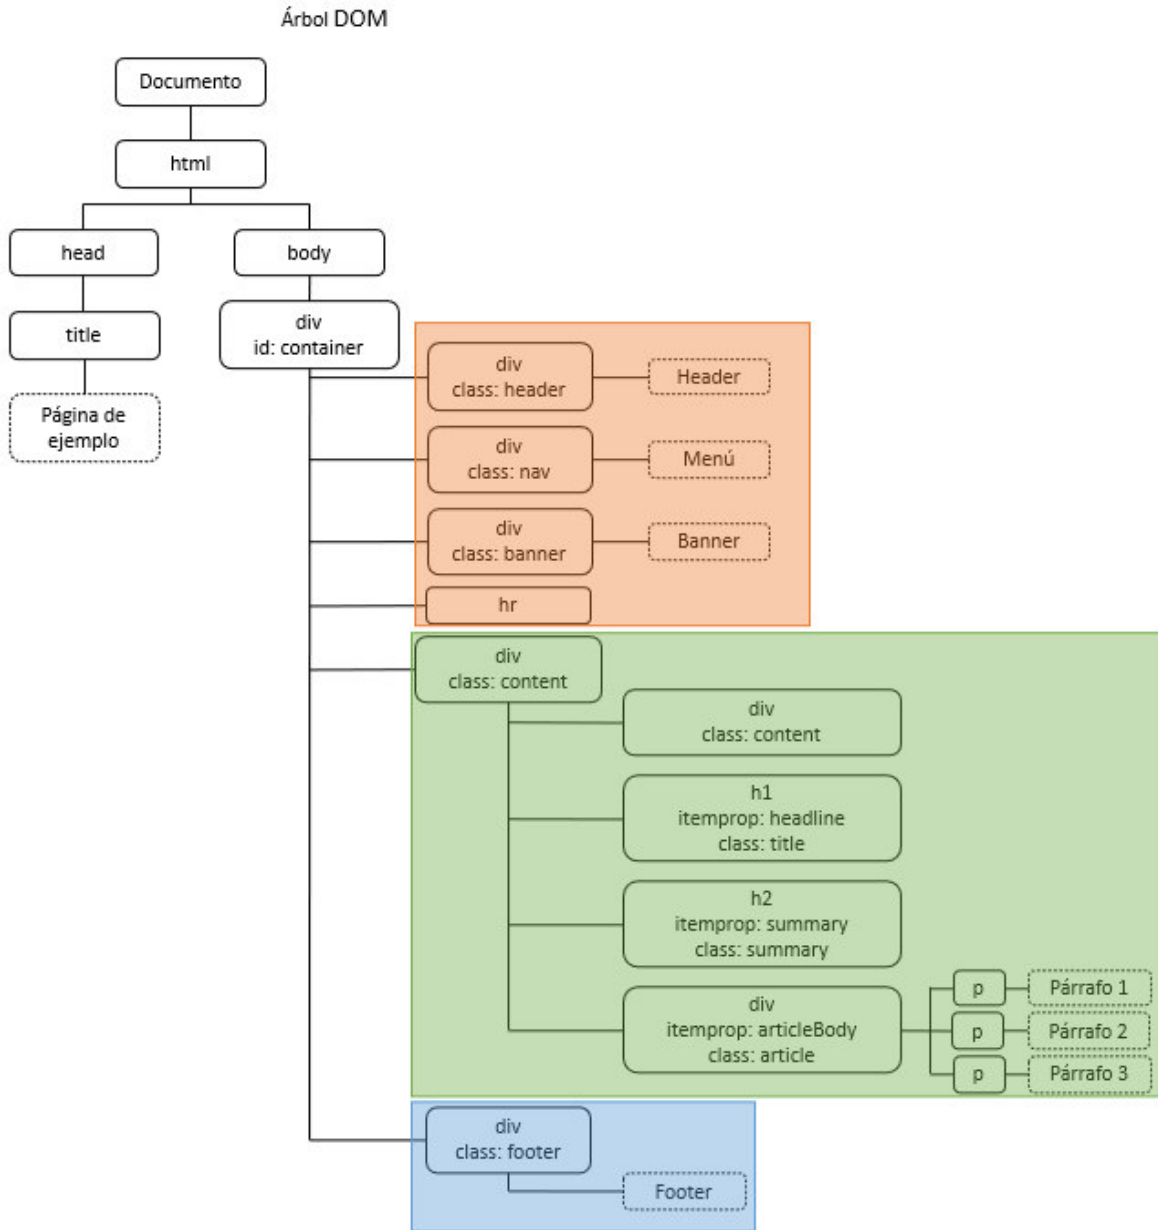 Árbol DOM
Documento
html
head
body
title
Página de
ejemplo
div
id: container
div
class: header
Header
div
class: nav
Menú
div
class: banner
Banner
hr
div
class: content
div
class: content
h1
itemprop: headline
class: title
h2
itemprop: summary
class: summary
div
itemprop: articleBody
class: article
p
Párrafo 1
p
Párrafo 2
p
Párrafo 3
div
class: footer
Footer